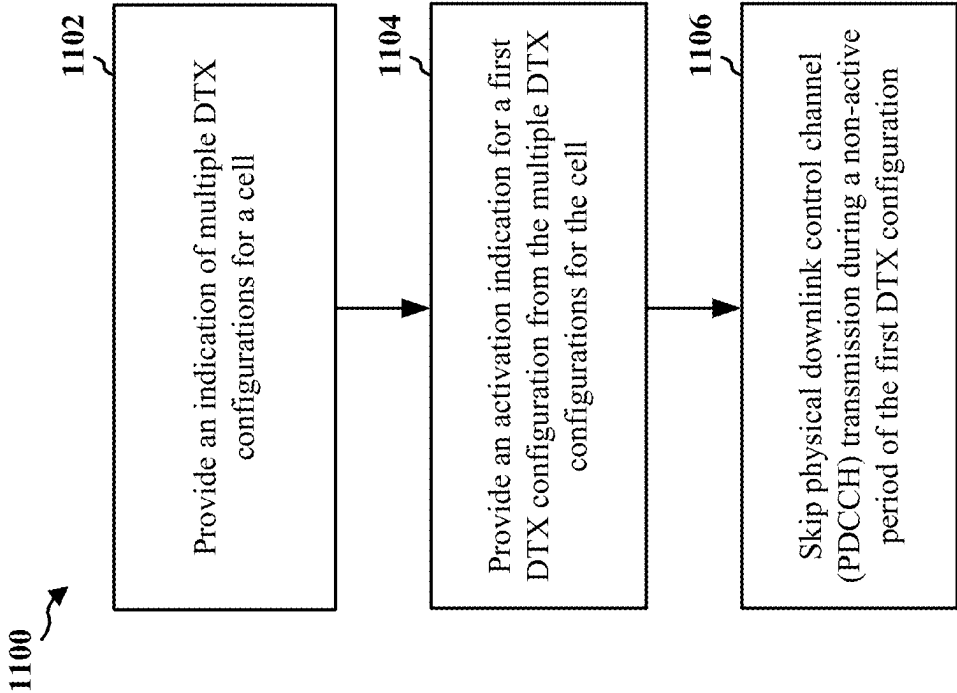 1100
1102
Provide an indication of multiple DTX
configurations for a cell
1104
Provide an activation indication for a first
DTX configuration from the multiple DTX
configurations for the cell
1106
Skip physical downlink control channel
(PDCCH) transmission during a non-active
period of the first DTX configuration